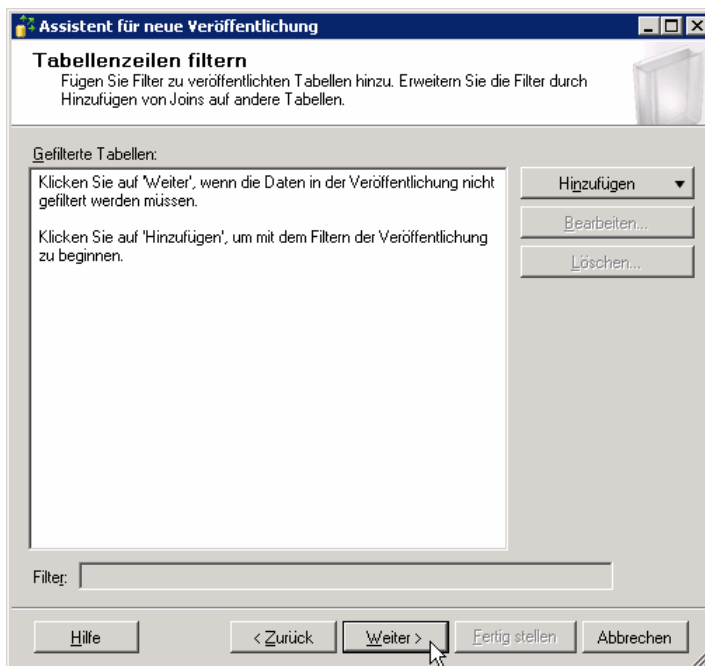 Assistent für neue Veröffentlichung
Tabellenzeilen filtern
Fügen Sie Filter zu veröffentlichten Tabellen hinzu. Erweitern Sie die Filter durch
Hinzufügen von Joins auf andere Tabellen.
Gefilterte Tabellen:
Klicken Sie auf 'Weiter', wenn die Daten in der Veröffentlichung nicht
gefiltert werden müssen.
Klicken Sie auf 'Hinzufügen', um mit dem Filtern der Veröffentlichung
zu beginnen.
Hinzufügen
Bearbeiten...
Löschen...
Filter:
Hilfe
< Zurück
Weiter >
Fertig stellen
Abbrechen